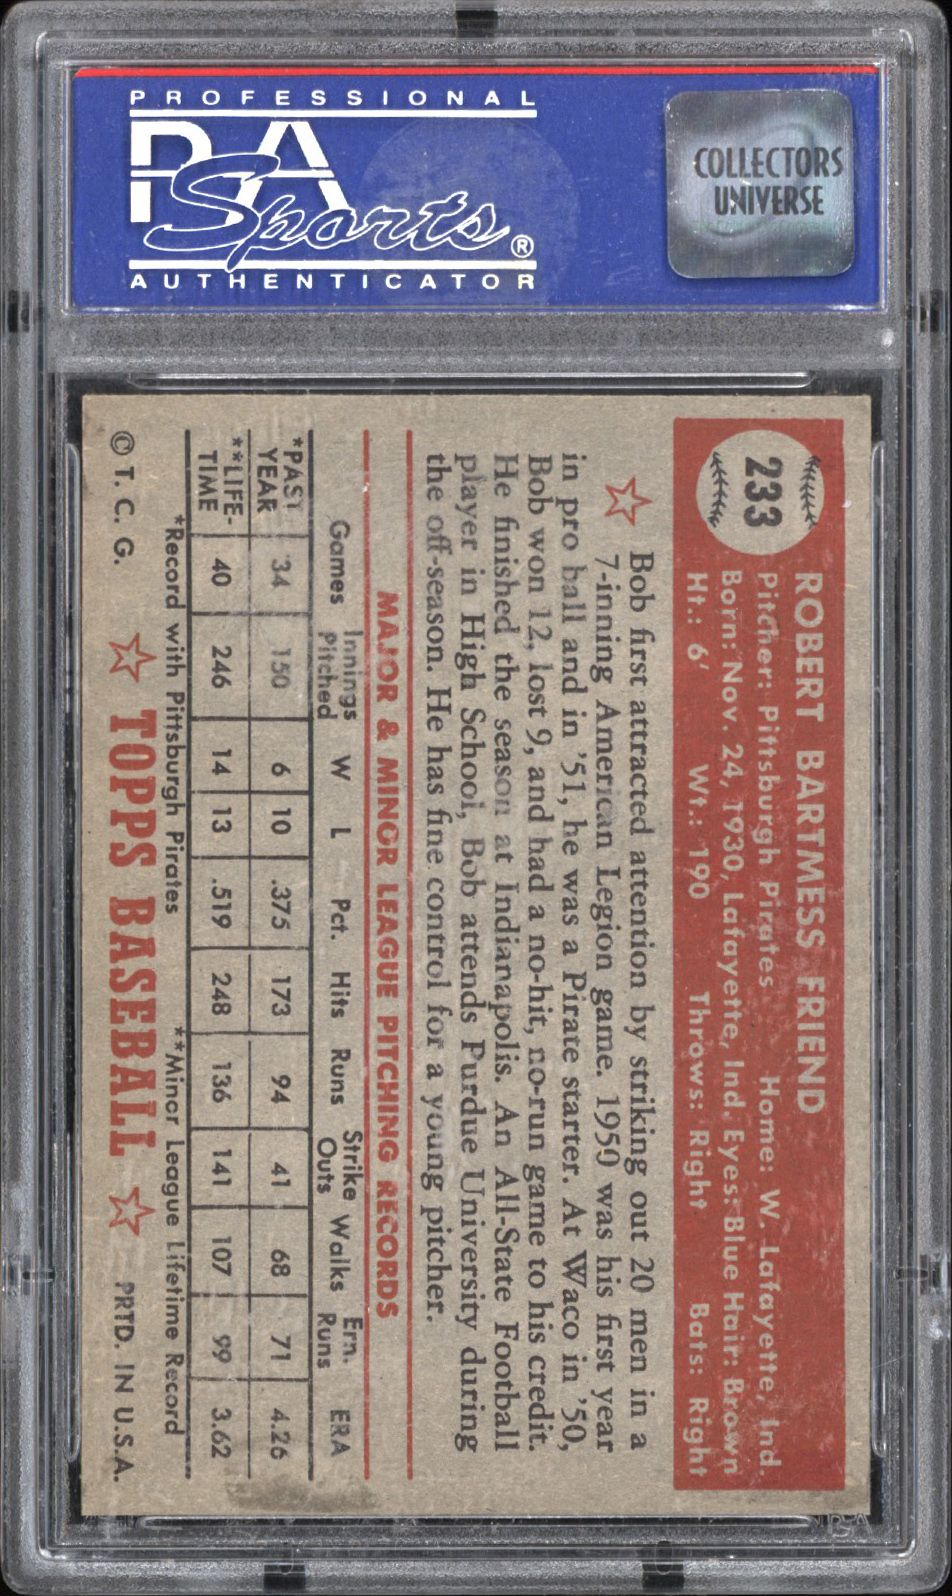 PROFESSIONAL
PSA
Sports®
AUTHENTICATOR
COLLECTORS
UNIVERSE
233
ROBERT BARTMESS FRIEND
Pitcher: Pittsburgh Pirates Home: W. Lafayette, Ind.
Born: Nov. 24, 1930, Lafayette, Ind. Eyes: Blue Hair: Brown
Ht.: 6' Wt.: 190 Throws: Right Bats: Right
Bob first attracted attention by striking out 20 men in a
7-inning American Legion game. 1950 was his first year
in pro ball and in '51, he was a Pirate starter. At Waco in '50,
Bob won 12, lost 9, and had a no-hit, no-run game to his credit.
He finished the season at Indianapolis. An All-State Football
player in High School, Bob attends Purdue University during
the off-season. He has fine control for a young pitcher.
MAJOR & MINOR LEAGUE PITCHING RECORDS
Games Innings Pitched W L Pct. Hits Runs Strike Outs Walks Ern. Runs ERA
*PAST YEAR 34 150 6 10 .375 173 94 41 68 71 4.26
**LIFE-TIME 40 246 14 13 .519 248 136 141 107 99 3.62
*Record with Pittsburgh Pirates **Minor League Lifetime Record
© T. C. G. TOPPS BASEBALL PRTD. IN U.S.A.